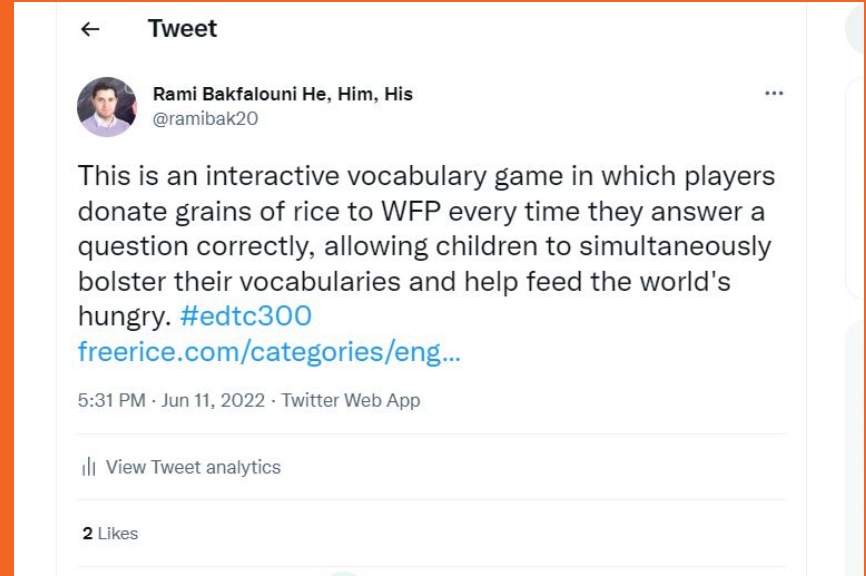 ← Tweet
Rami Bakfalouni He, Him, His
@ramibak20
This is an interactive vocabulary game in which players
donate grains of rice to WFP every time they answer a
question correctly, allowing children to simultaneously
bolster their vocabularies and help feed the world's
hungry. #edtc300
freerice.com/categories/eng...
5:31 PM · Jun 11, 2022 · Twitter Web App
View Tweet analytics
2 Likes